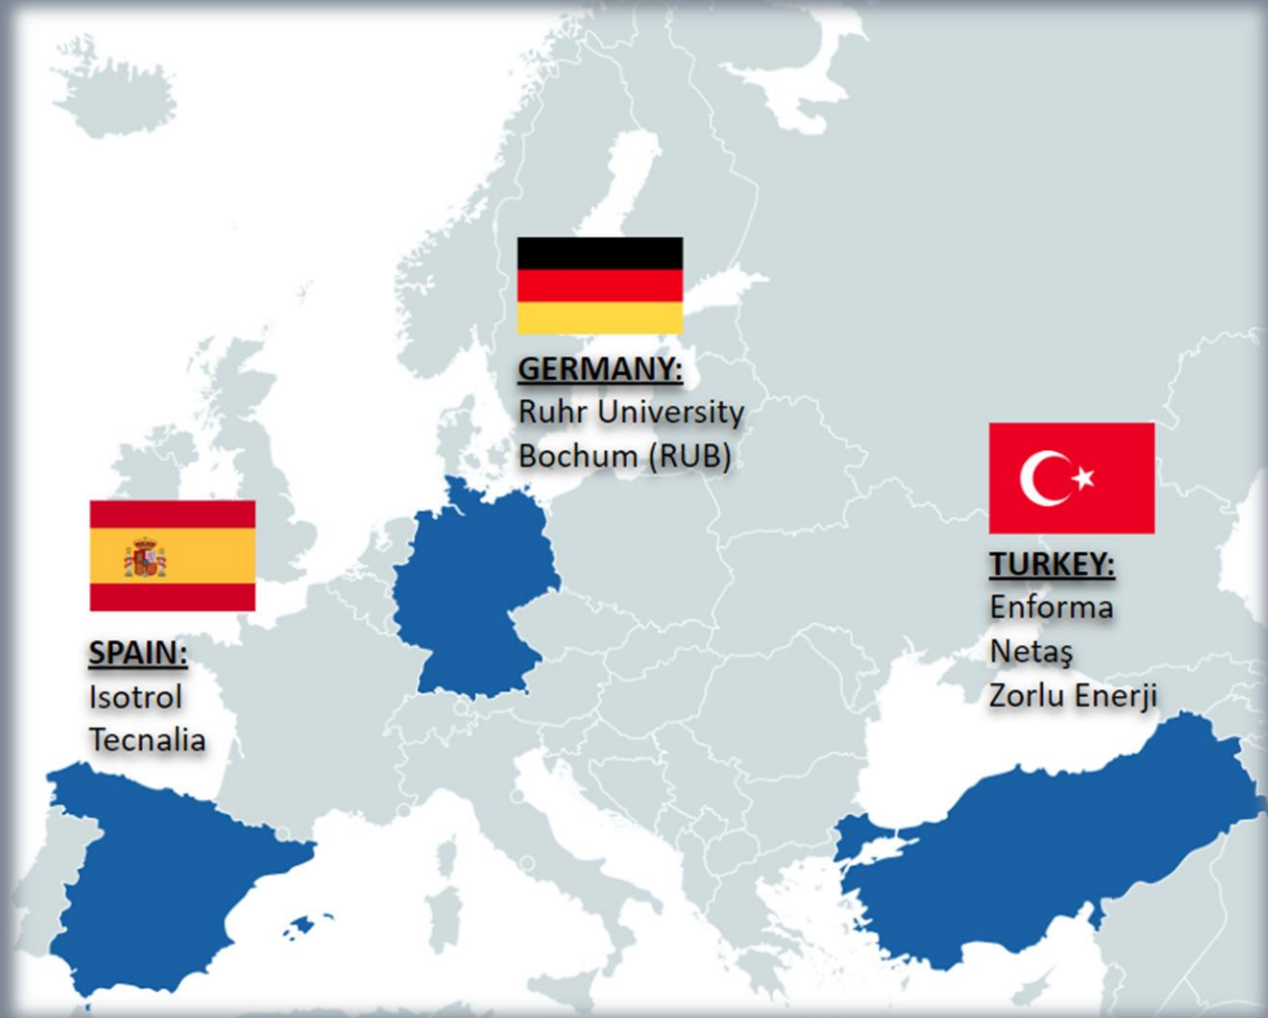 GERMANY:
Ruhr University
Bochum (RUB)
TURKEY:
Enforma
Netaş
Zorlu Enerji
SPAIN:
Isotrol
Tecnalia